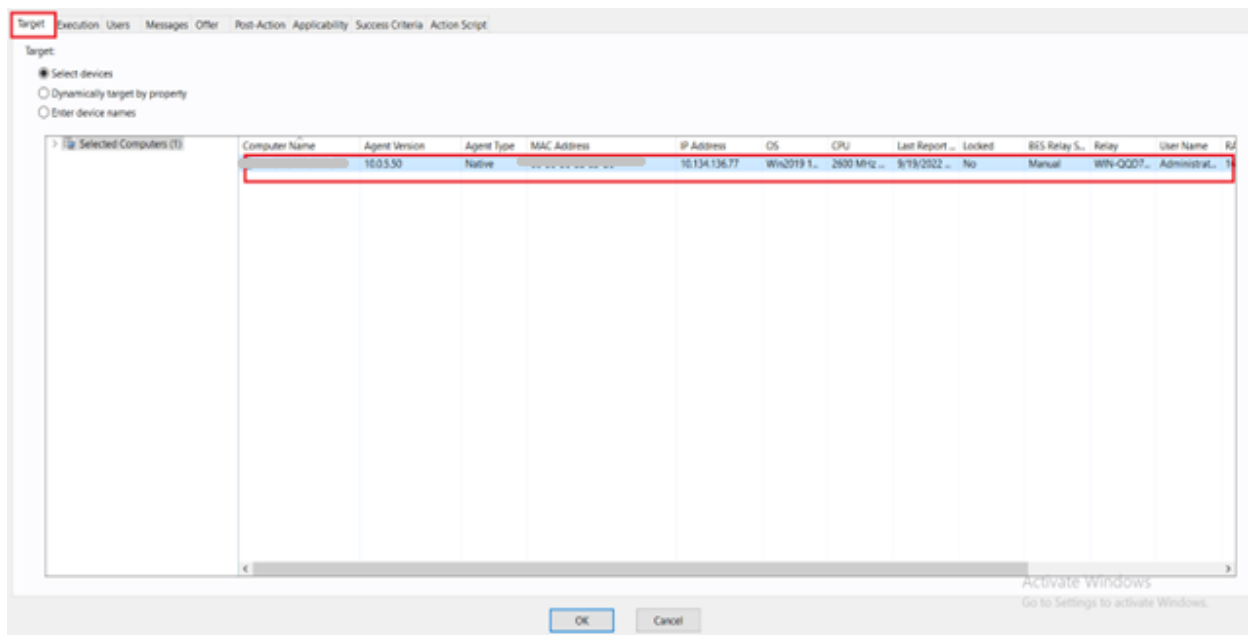 Target Execution Users Messages Offer Post-Action Applicability Success Criteria Action Script
Target:
Select devices
Dynamically target by property
Enter device names
Selected Computers (1)
Computer Name Agent Version Agent Type MAC Address IP Address OS CPU Last Report ... Locked BES Relay S... Relay User Name RA
10.0.5.50 Native 10.134.136.77 Win2019 1... 2600 MHz ... 9/19/2022 ... No Manual WIN-QQD7... Administrat...
Activate Windows
Go to Settings to activate Windows.
OK Cancel